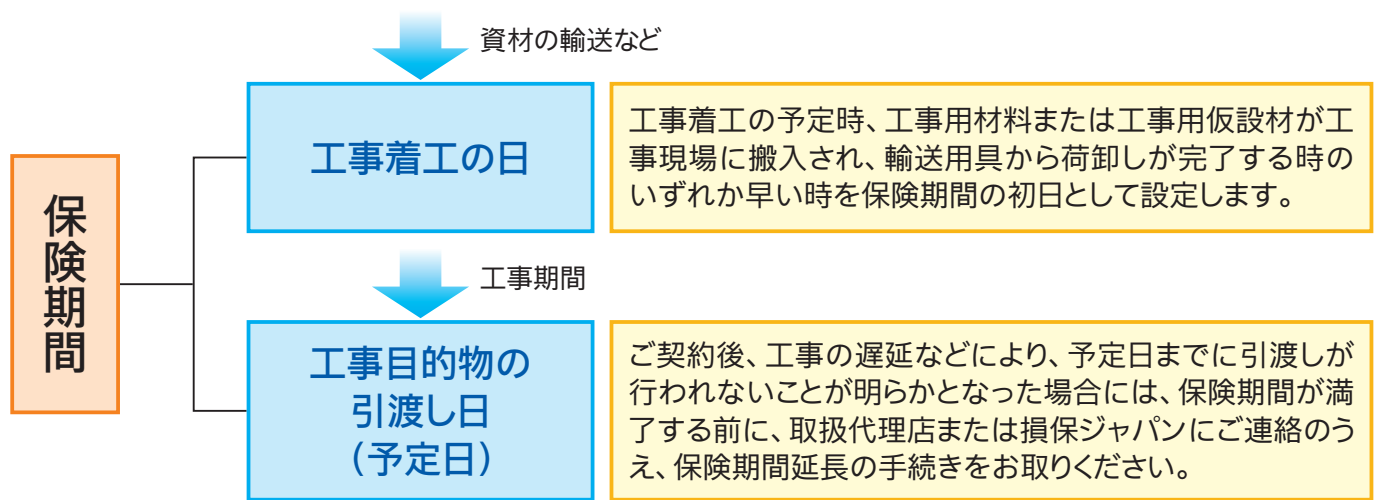 資材の輸送など
工事着工の日
工事着工の予定時、工事用材料または工事用仮設材が工
事現場に搬入され、輸送用具から荷卸しが完了する時の
いずれか早い時を保険期間の初日として設定します。
保険期間
工事期間
工事目的物の
引渡し日
（予定日）
ご契約後、工事の遅延などにより、予定日までに引渡しが
行われないことが明らかとなった場合には、保険期間が満
了する前に、取扱代理店または損保ジャパンにご連絡のう
え、保険期間延長の手続きをお取りください。